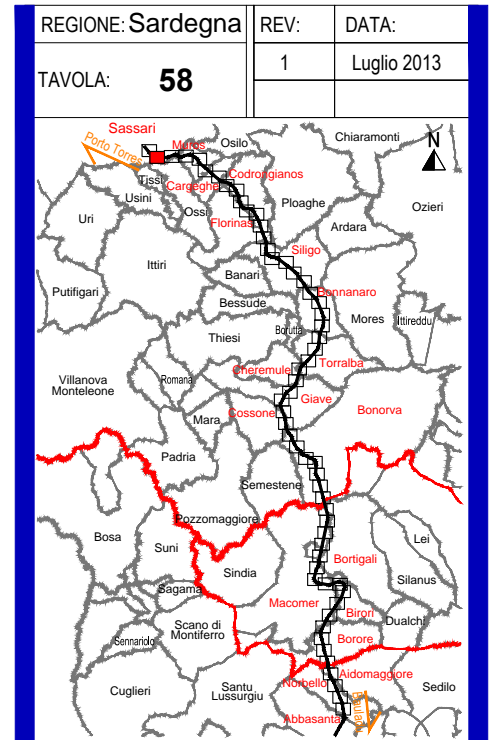 REGIONE: Sardegna
REV:
DATA:
TAVOLA: 58
1
Luglio 2013
Sassari
Porto Torres
Muros
Osilo
Chiaramonti
N
Tissi
Cargeghe
Codrongianos
Usini
Ossi
Ploaghe
Ozieri
Uri
Florinas
Ardara
Siligo
Ittiri
Banari
Bonnanaro
Putifigari
Bessude
Mores
Ittireddu
Thiesi
Borutta
Torralba
Cheremule
Romana
Villanova
Monteleone
Giave
Bonorva
Cossone
Mara
Padria
Semestene
Pozzomaggiore
Bosa
Suni
Lei
Bortigali
Sindia
Silanus
Sagama
Macomer
Birori
Dualchi
Scano di
Montiferro
Sennariolo
Borore
Aidomaggiore
Norbello
Sedilo
Cuglieri
Santu
Lussurgiu
Abbasanta